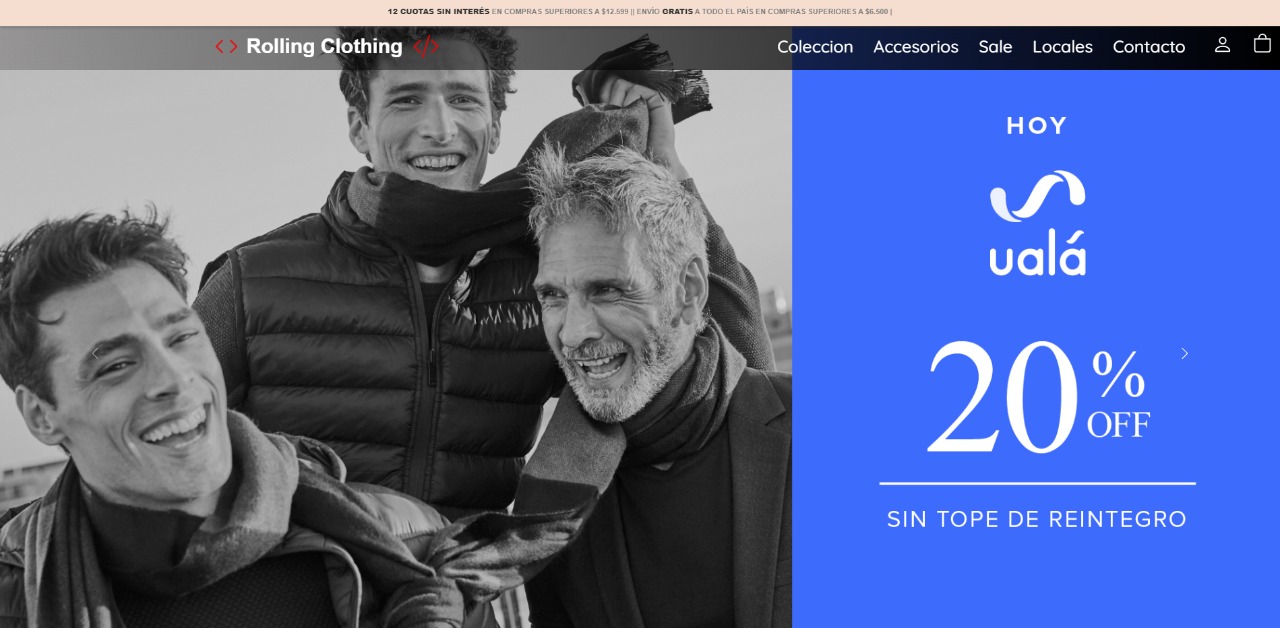 12 CUOTAS SIN INTERÉS EN COMPRAS SUPERIORES A $12.599 || ENVÍO GRATIS A TODO EL PAÍS EN COMPRAS SUPERIORES A $6.500 |
<> Rolling Clothing </> Coleccion Accesorios Sale Locales Contacto
HOY
ualá
20% OFF
SIN TOPE DE REINTEGRO